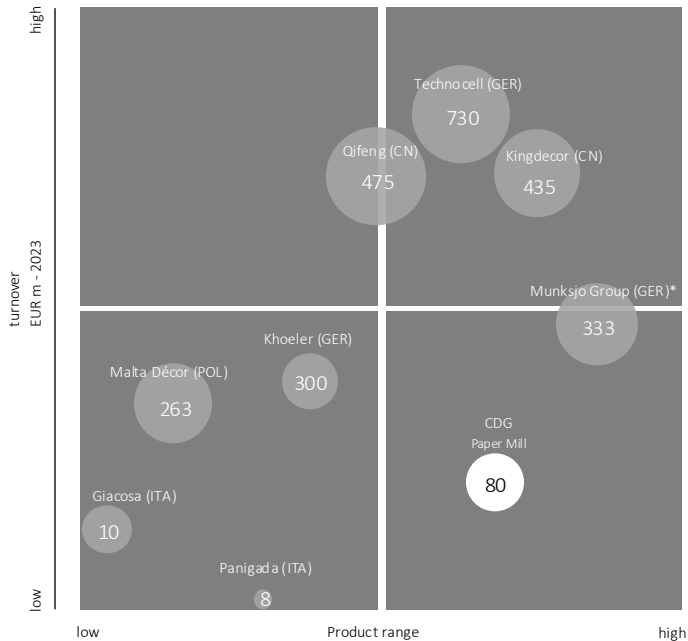 high
Technocell (GER)
730
Qifeng (CN)
475
Kingdecor (CN)
435
turnover
EUR m - 2023
Munksjo Group (GER)*
333
Khoeler (GER)
300
Malta Décor (POL)
263
CDG
Paper Mill
80
Giacosa (ITA)
10
Panigada (ITA)
8
low
low
Product range
high